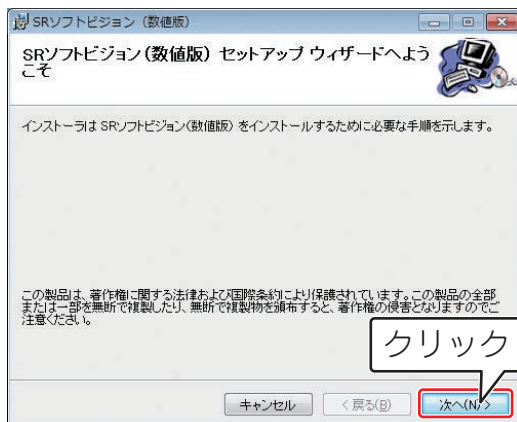 SRソフトビジョン（数値版）
SRソフトビジョン（数値版） セットアップ ウィザードへよう
こそ
インストーラは SRソフトビジョン(数値版) をインストールするために必要な手順を示します。
この製品は、著作権に関する法律および国際条約により保護されています。この製品の全部
または一部を無断で複製したり、無断で複製物を頒布すると、著作権の侵害となりますのでご
注意ください。
クリック
キャンセル
< 戻る(B)
次へ(N) >